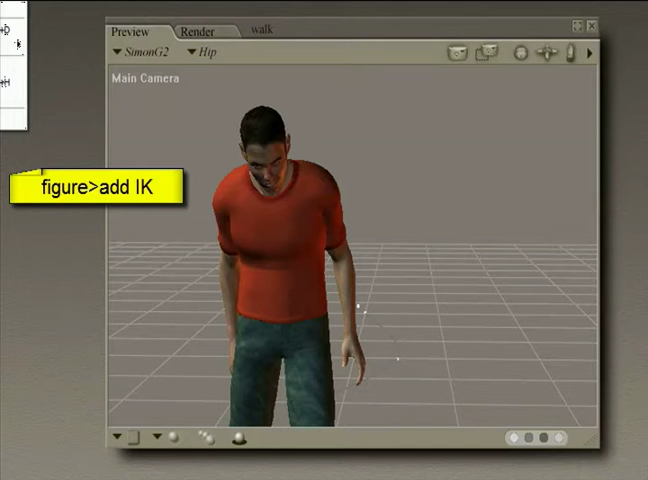 Preview
Render
walk
SimonG2
Hip
Main Camera
figure>add IK